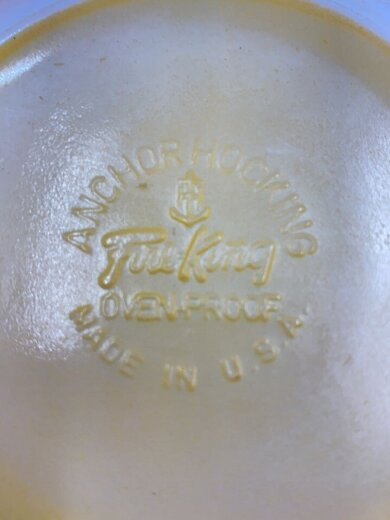 ANCHOR HOCKING
Fire King
OVEN-PROOF
MADE IN U.S.A.